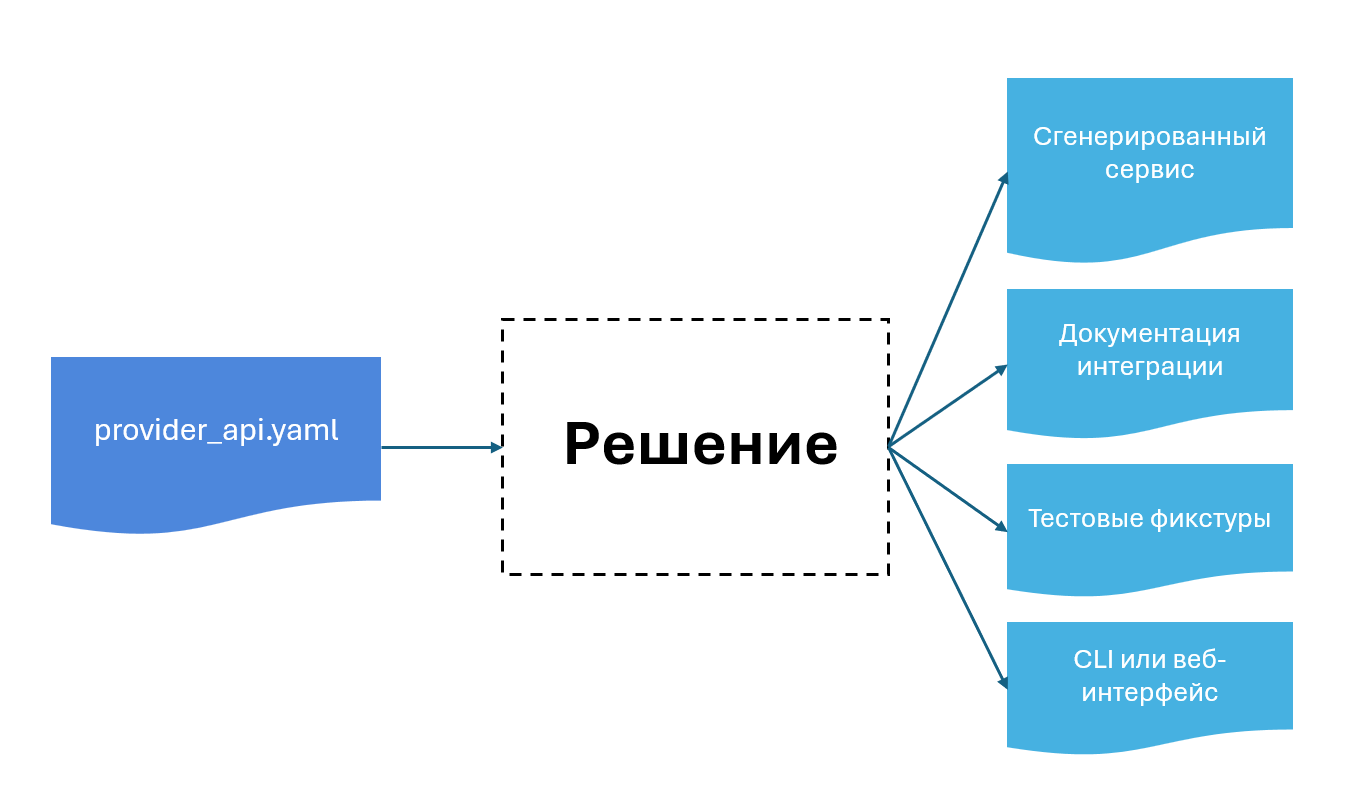 provider_api.yaml
Решение
Сгенерированный
сервис
Документация
интеграции
Тестовые фикстуры
CLI или веб-
интерфейс